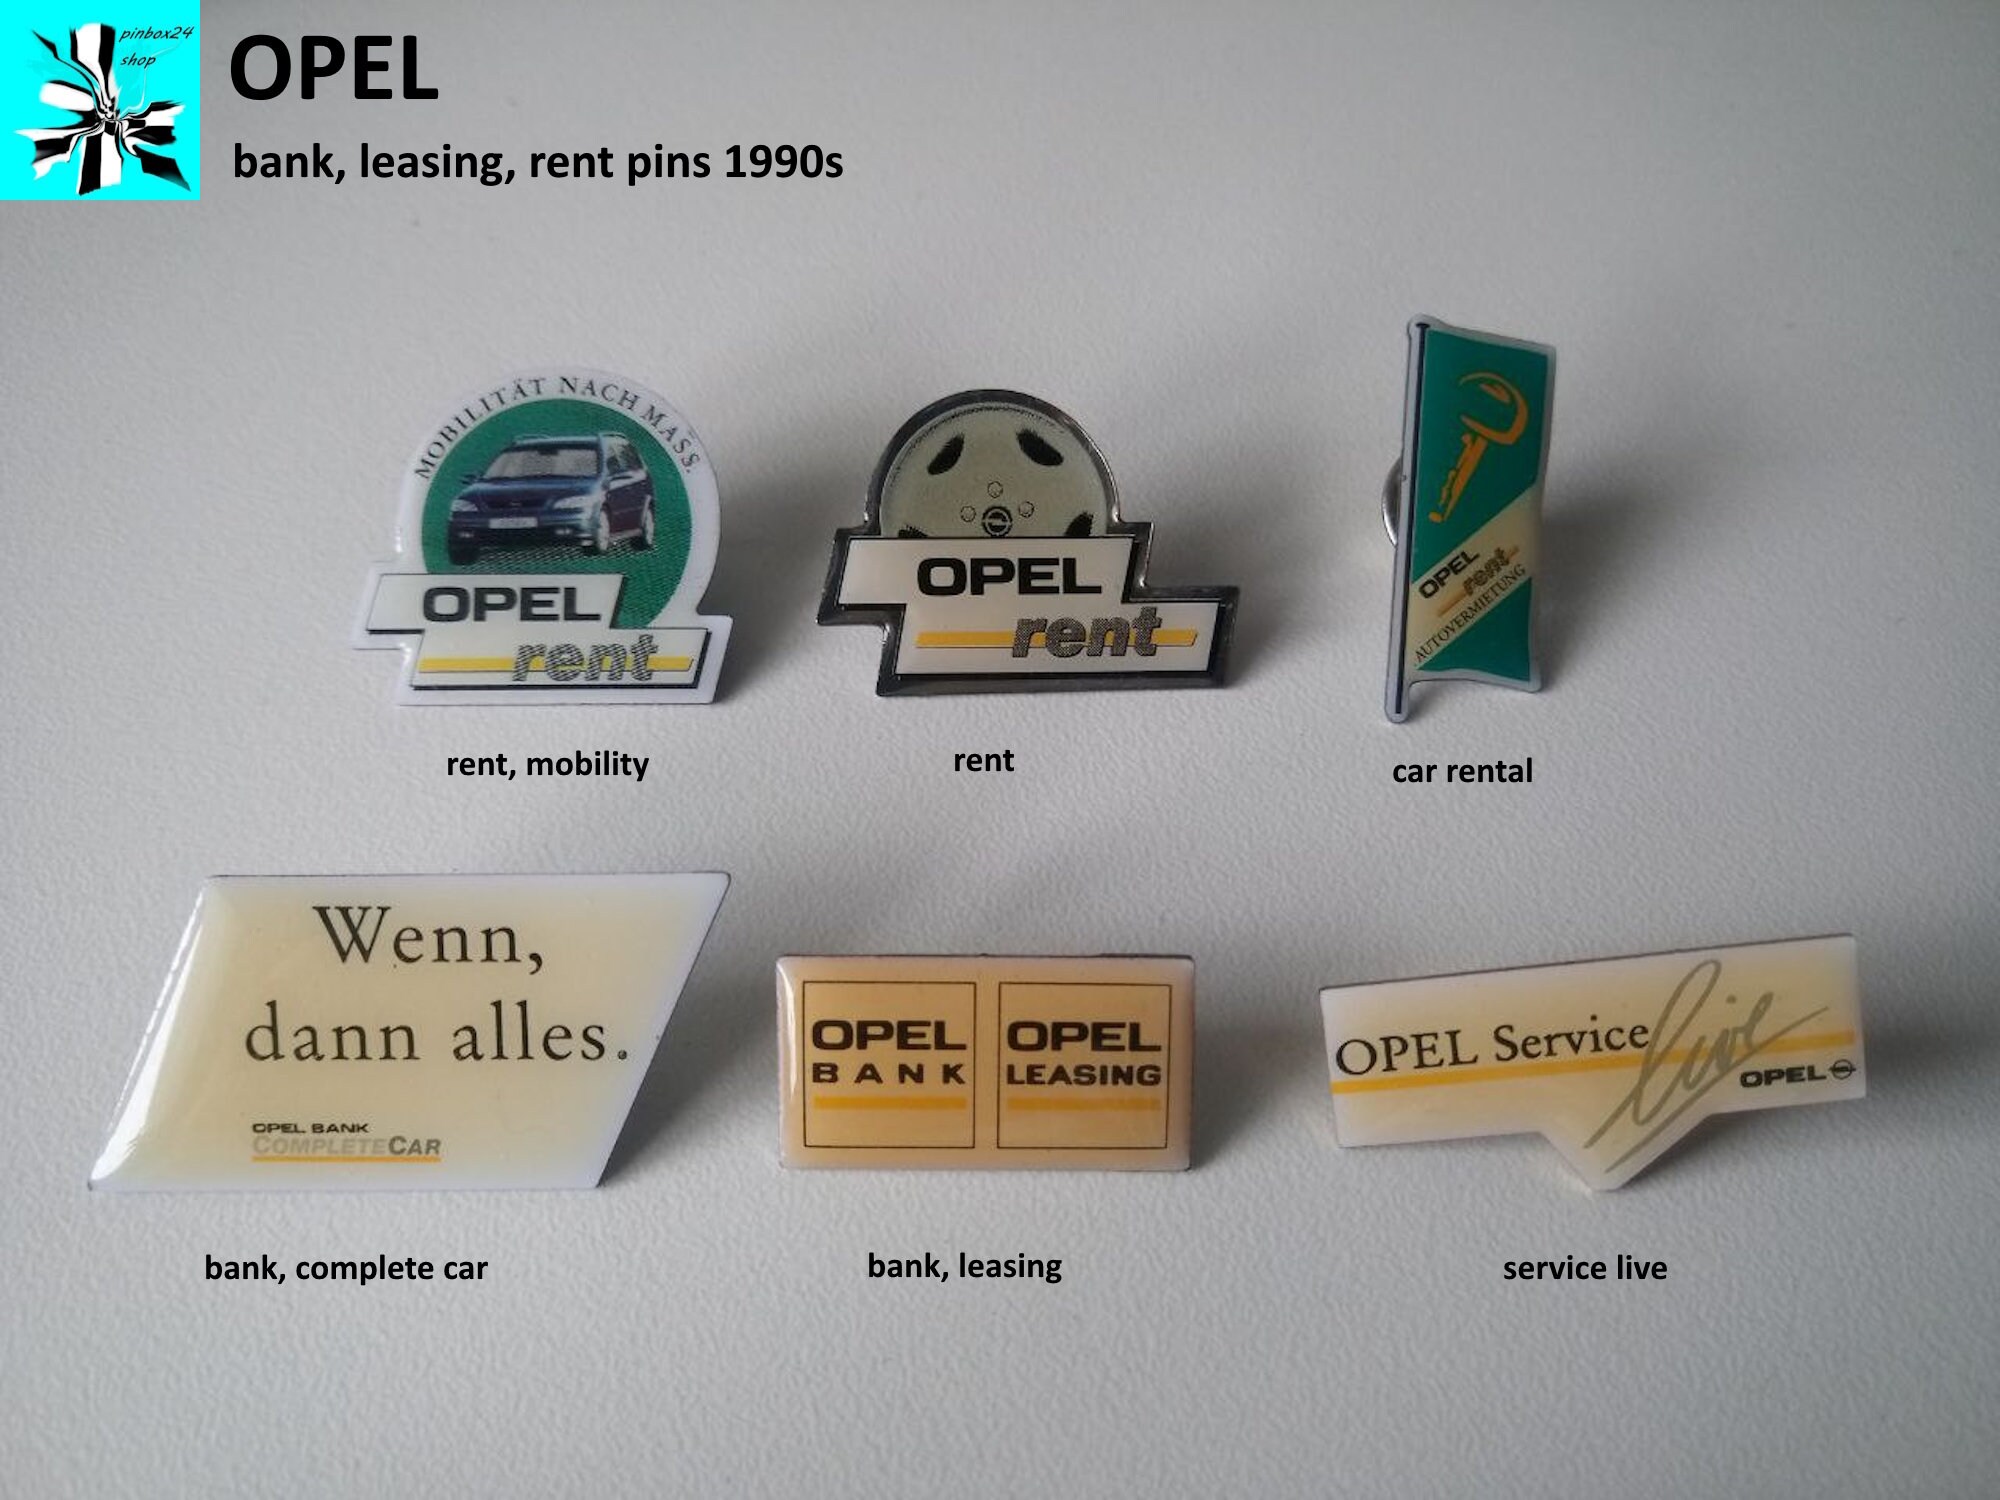 pinbox24
shop
OPEL
bank, leasing, rent pins 1990s
MOBILITÄT NACH MASS.
OPEL
rent
rent, mobility
OPEL
rent
rent
OPEL
rent
AUTOVERMIETUNG
car rental
Wenn,
dann alles.
OPEL BANK
COMPLETECAR
bank, complete car
OPEL
BANK
OPEL
LEASING
bank, leasing
OPEL Service live
OPEL
service live